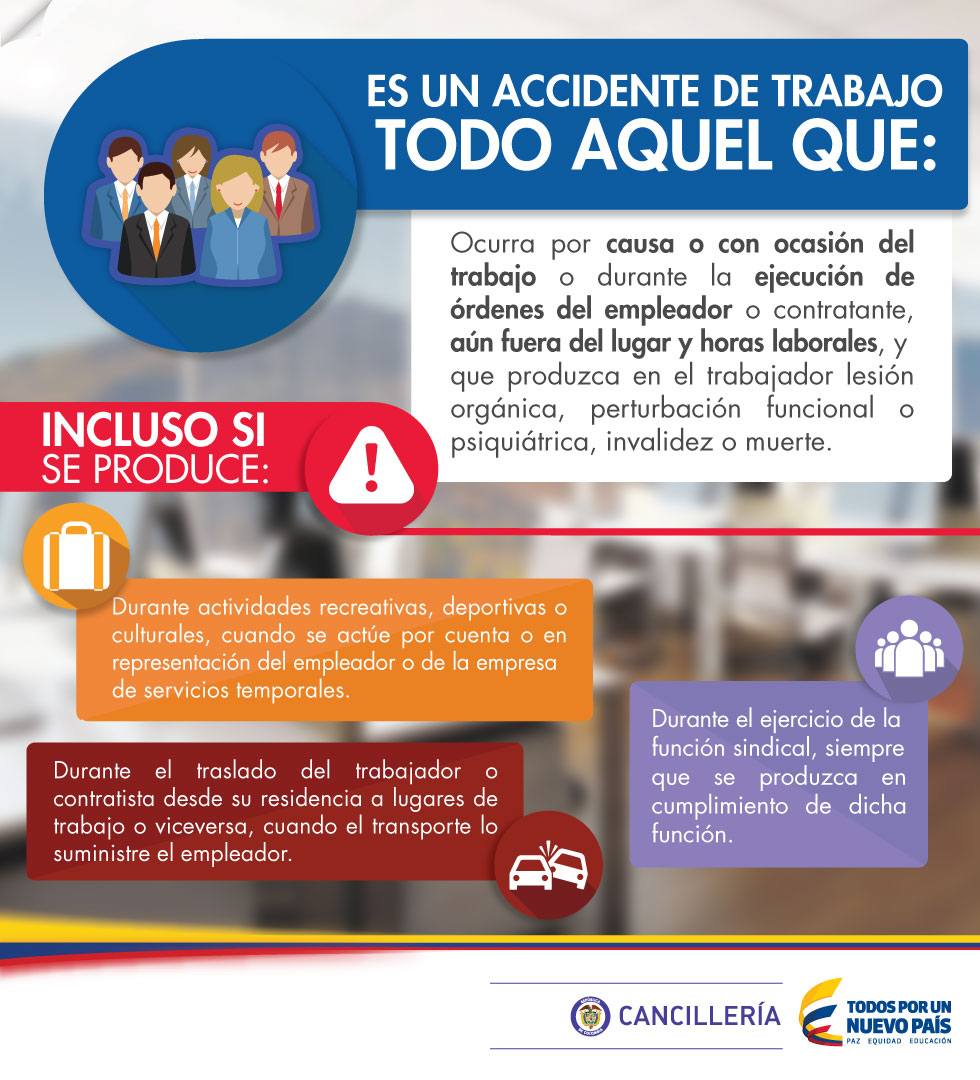 ES UN ACCIDENTE DE TRABAJO
TODO AQUEL QUE:
Ocurra por causa o con ocasión del
trabajo o durante la ejecución de
órdenes del empleador o contratante,
aún fuera del lugar y horas laborales, y
que produzca en el trabajador lesión
orgánica, perturbación funcional o
psiquiátrica, invalidez o muerte.
INCLUSO SI
SE PRODUCE:
Durante actividades recreativas, deportivas o
culturales, cuando se actúe por cuenta o en
representación del empleador o de la empresa
de servicios temporales.
Durante el ejercicio de la
función sindical, siempre
que se produzca en
cumplimiento de dicha
función.
Durante el traslado del trabajador o
contratista desde su residencia a lugares de
trabajo o viceversa, cuando el transporte lo
suministre el empleador.
REPÚBLICA
DE COLOMBIA
CANCILLERÍA
TODOS POR UN
NUEVO PAÍS
PAZ EQUIDAD EDUCACIÓN